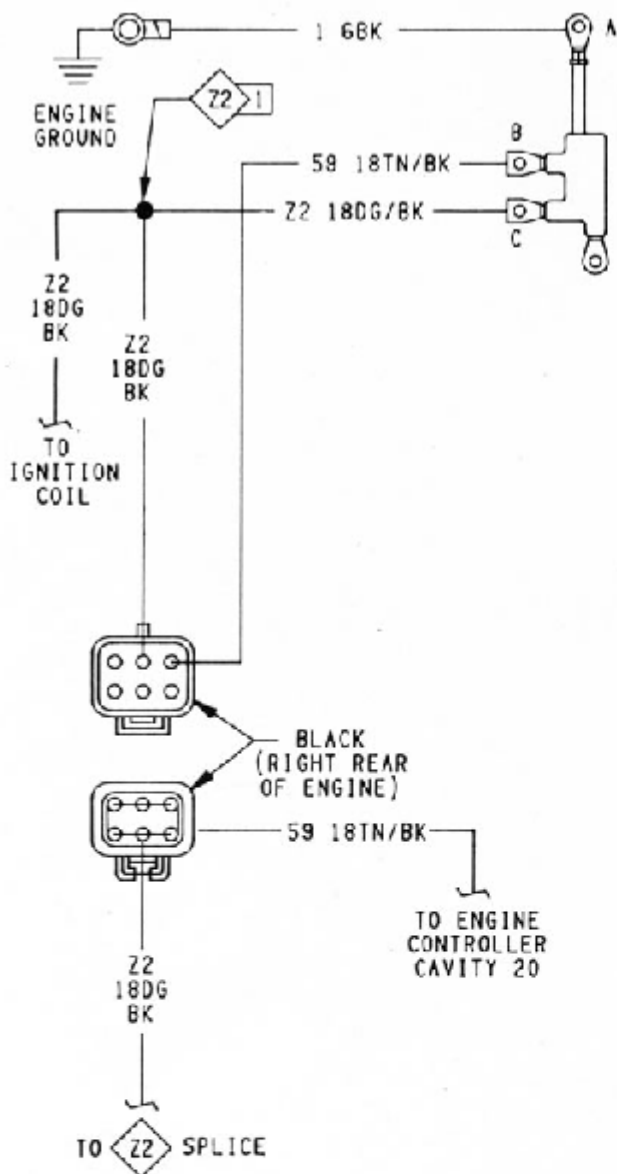 1 6BK
A
ENGINE
GROUND
Z2 1
B
59 18TN/BK
Z2 18DG/BK
C
Z2
18DG
BK
Z2
18DG
BK
TO
IGNITION
COIL
BLACK
(RIGHT REAR
OF ENGINE)
59 18TN/BK
TO ENGINE
CONTROLLER
CAVITY 20
Z2
18DG
BK
TO Z2 SPLICE